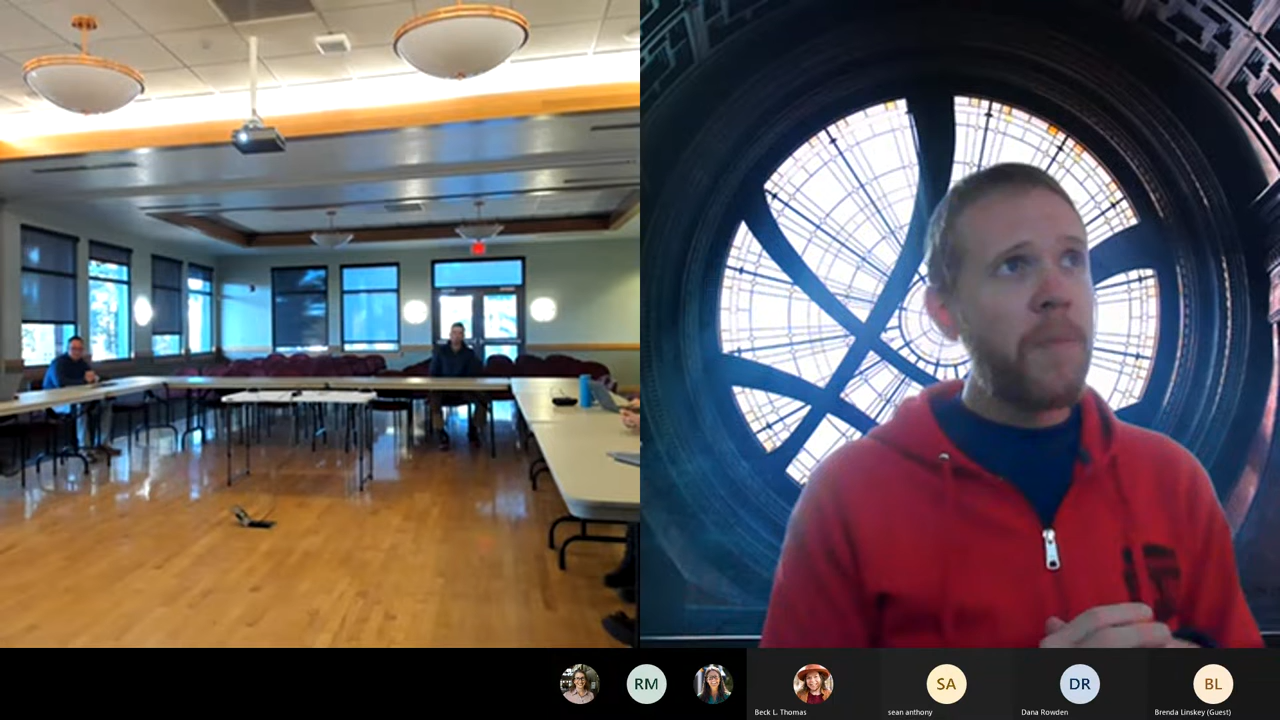 RM
SA
DR
BL
Beck L. Thomas
sean anthony
Dana Rowden
Brenda Linskey (Guest)